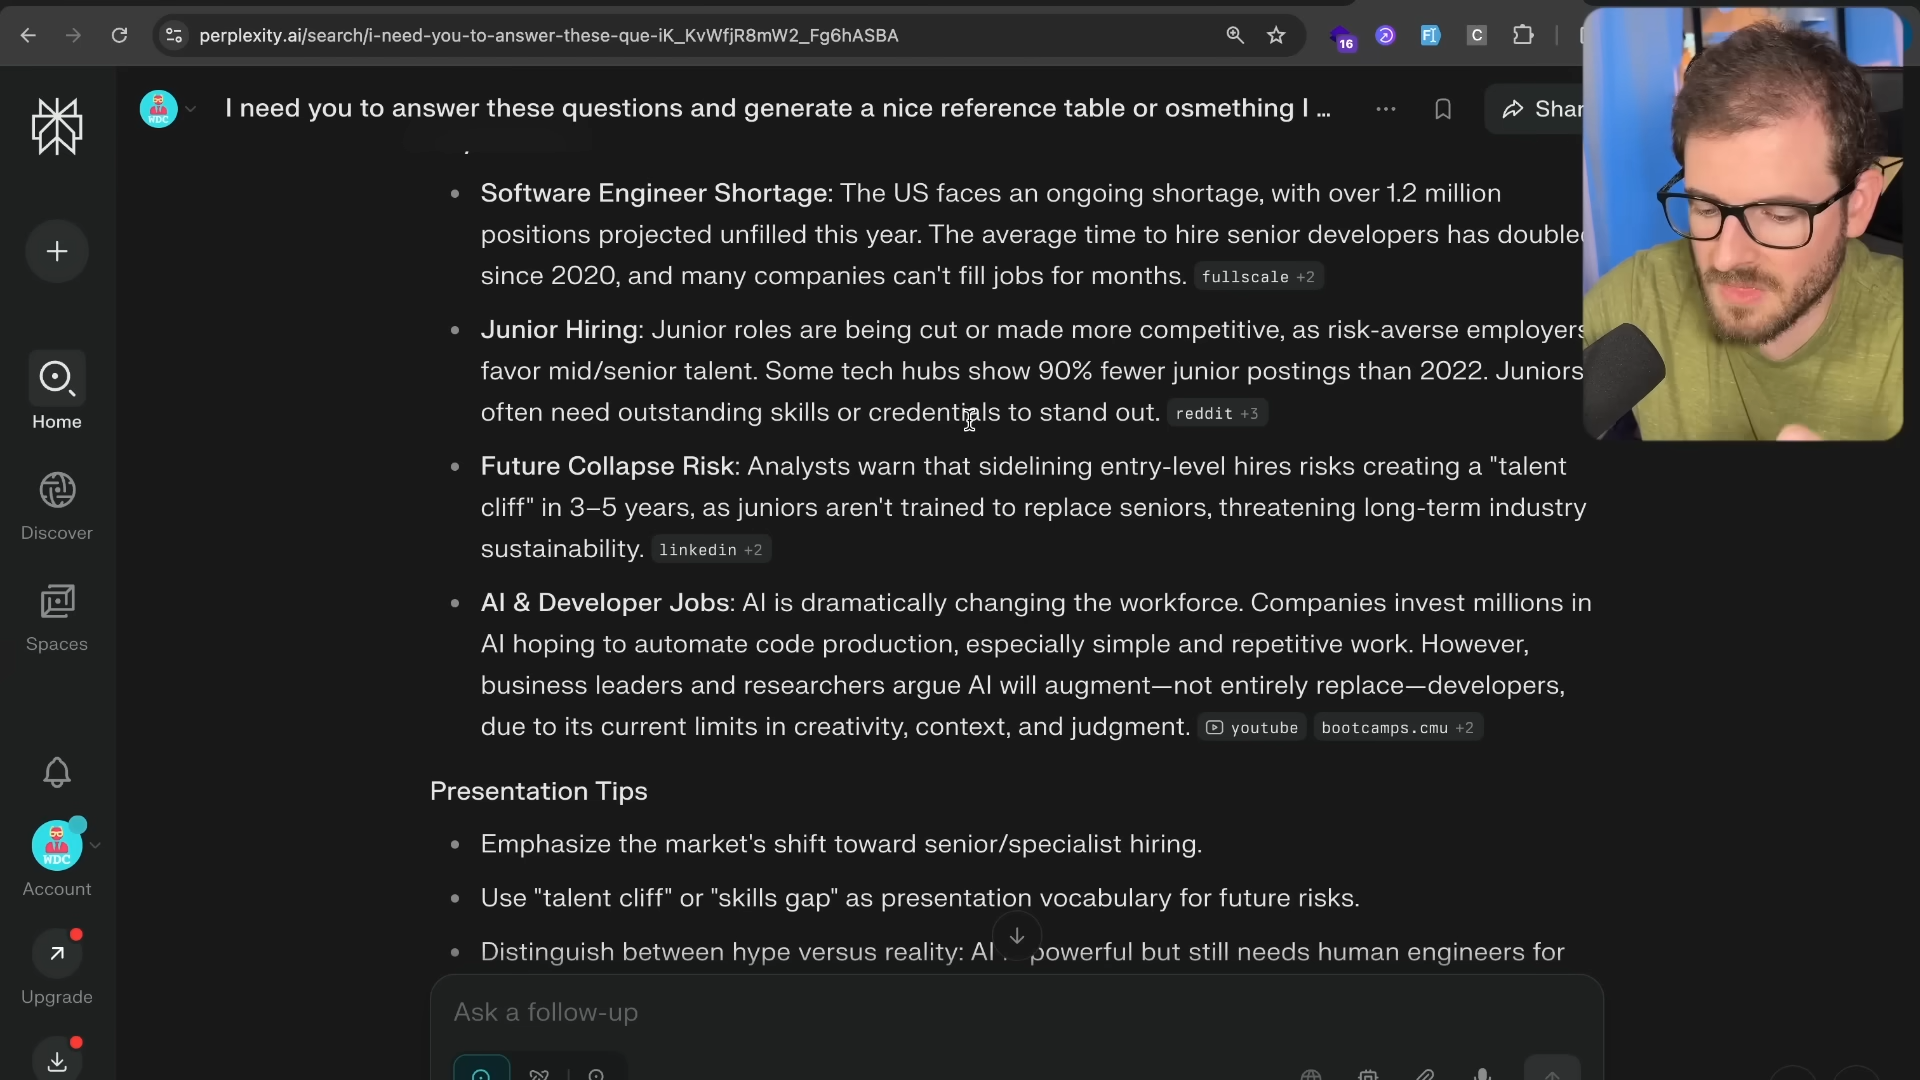 perplexity.ai/search/i-need-you-to-answer-these-que-iK_KvWfjR8mW2_Fg6hASBA
16
C
WDC
I need you to answer these questions and generate a nice reference table or osmething I ...
Shar
Software Engineer Shortage: The US faces an ongoing shortage, with over 1.2 million
positions projected unfilled this year. The average time to hire senior developers has doubled
since 2020, and many companies can't fill jobs for months. fullscale +2
Junior Hiring: Junior roles are being cut or made more competitive, as risk-averse employers
favor mid/senior talent. Some tech hubs show 90% fewer junior postings than 2022. Juniors
often need outstanding skills or credentials to stand out. reddit +3
Future Collapse Risk: Analysts warn that sidelining entry-level hires risks creating a "talent
cliff" in 3–5 years, as juniors aren't trained to replace seniors, threatening long-term industry
sustainability. linkedin +2
AI & Developer Jobs: AI is dramatically changing the workforce. Companies invest millions in
AI hoping to automate code production, especially simple and repetitive work. However,
business leaders and researchers argue AI will augment—not entirely replace—developers,
due to its current limits in creativity, context, and judgment. youtube bootcamps.cmu +2
Presentation Tips
Emphasize the market's shift toward senior/specialist hiring.
Use "talent cliff" or "skills gap" as presentation vocabulary for future risks.
Distinguish between hype versus reality: AI powerful but still needs human engineers for
Ask a follow-up
Home
Discover
Spaces
WDC
Account
Upgrade